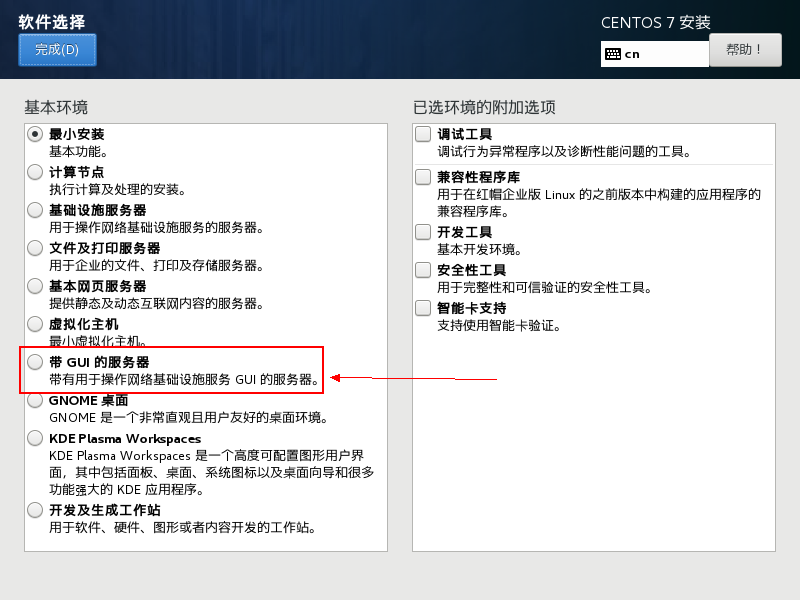 软件选择
完成(D)
CENTOS 7 安装
cn
帮助！
基本环境
最小安装
基本功能。
计算节点
执行计算及处理的安装。
基础设施服务器
用于操作网络基础设施服务的服务器。
文件及打印服务器
用于企业的文件、打印及存储服务器。
基本网页服务器
提供静态及动态互联网内容的服务器。
虚拟化主机
最小虚拟化主机。
带 GUI 的服务器
带有用于操作网络基础设施服务 GUI 的服务器。
GNOME 桌面
GNOME 是一个非常直观且用户友好的桌面环境。
KDE Plasma Workspaces
KDE Plasma Workspaces 是一个高度可配置图形用户界
面，其中包括面板、桌面、系统图标以及桌面向导和很多
功能强大的 KDE 应用程序。
开发及生成工作站
用于软件、硬件、图形或者内容开发的工作站。
已选环境的附加选项
调试工具
调试行为异常程序以及诊断性能问题的工具。
兼容性程序库
用于在红帽企业版 Linux 的之前版本中构建的应用程序的
兼容程序库。
开发工具
基本开发环境。
安全性工具
用于完整性和可信验证的安全性工具。
智能卡支持
支持使用智能卡验证。